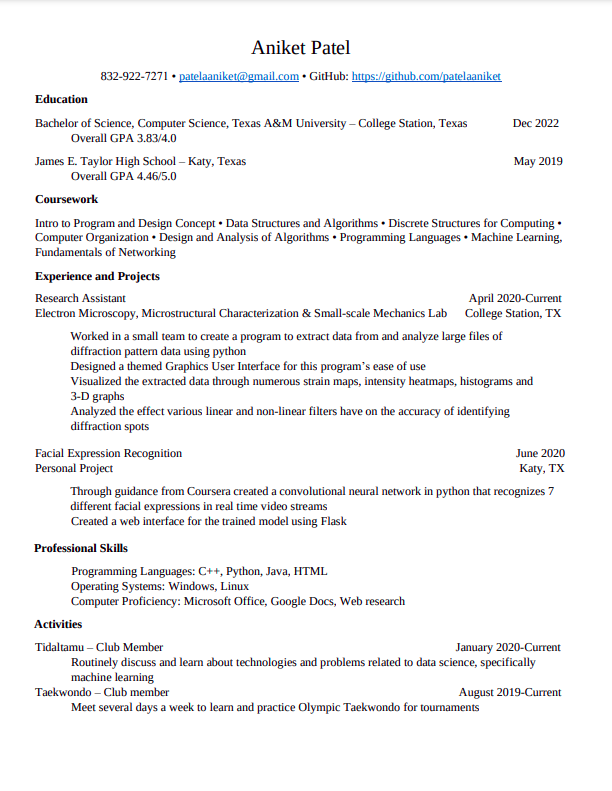 Aniket Patel
832-922-7271 • patelaaniket@gmail.com • GitHub: https://github.com/patelaaniket
Education
Bachelor of Science, Computer Science, Texas A&M University – College Station, Texas Dec 2022
Overall GPA 3.83/4.0
James E. Taylor High School – Katy, Texas May 2019
Overall GPA 4.46/5.0
Coursework
Intro to Program and Design Concept • Data Structures and Algorithms • Discrete Structures for Computing •
Computer Organization • Design and Analysis of Algorithms • Programming Languages • Machine Learning,
Fundamentals of Networking
Experience and Projects
Research Assistant April 2020-Current
Electron Microscopy, Microstructural Characterization & Small-scale Mechanics Lab College Station, TX
Worked in a small team to create a program to extract data from and analyze large files of
diffraction pattern data using python
Designed a themed Graphics User Interface for this program’s ease of use
Visualized the extracted data through numerous strain maps, intensity heatmaps, histograms and
3-D graphs
Analyzed the effect various linear and non-linear filters have on the accuracy of identifying
diffraction spots
Facial Expression Recognition June 2020
Personal Project Katy, TX
Through guidance from Coursera created a convolutional neural network in python that recognizes 7
different facial expressions in real time video streams
Created a web interface for the trained model using Flask
Professional Skills
Programming Languages: C++, Python, Java, HTML
Operating Systems: Windows, Linux
Computer Proficiency: Microsoft Office, Google Docs, Web research
Activities
Tidaltamu – Club Member January 2020-Current
Routinely discuss and learn about technologies and problems related to data science, specifically
machine learning
Taekwondo – Club member August 2019-Current
Meet several days a week to learn and practice Olympic Taekwondo for tournaments